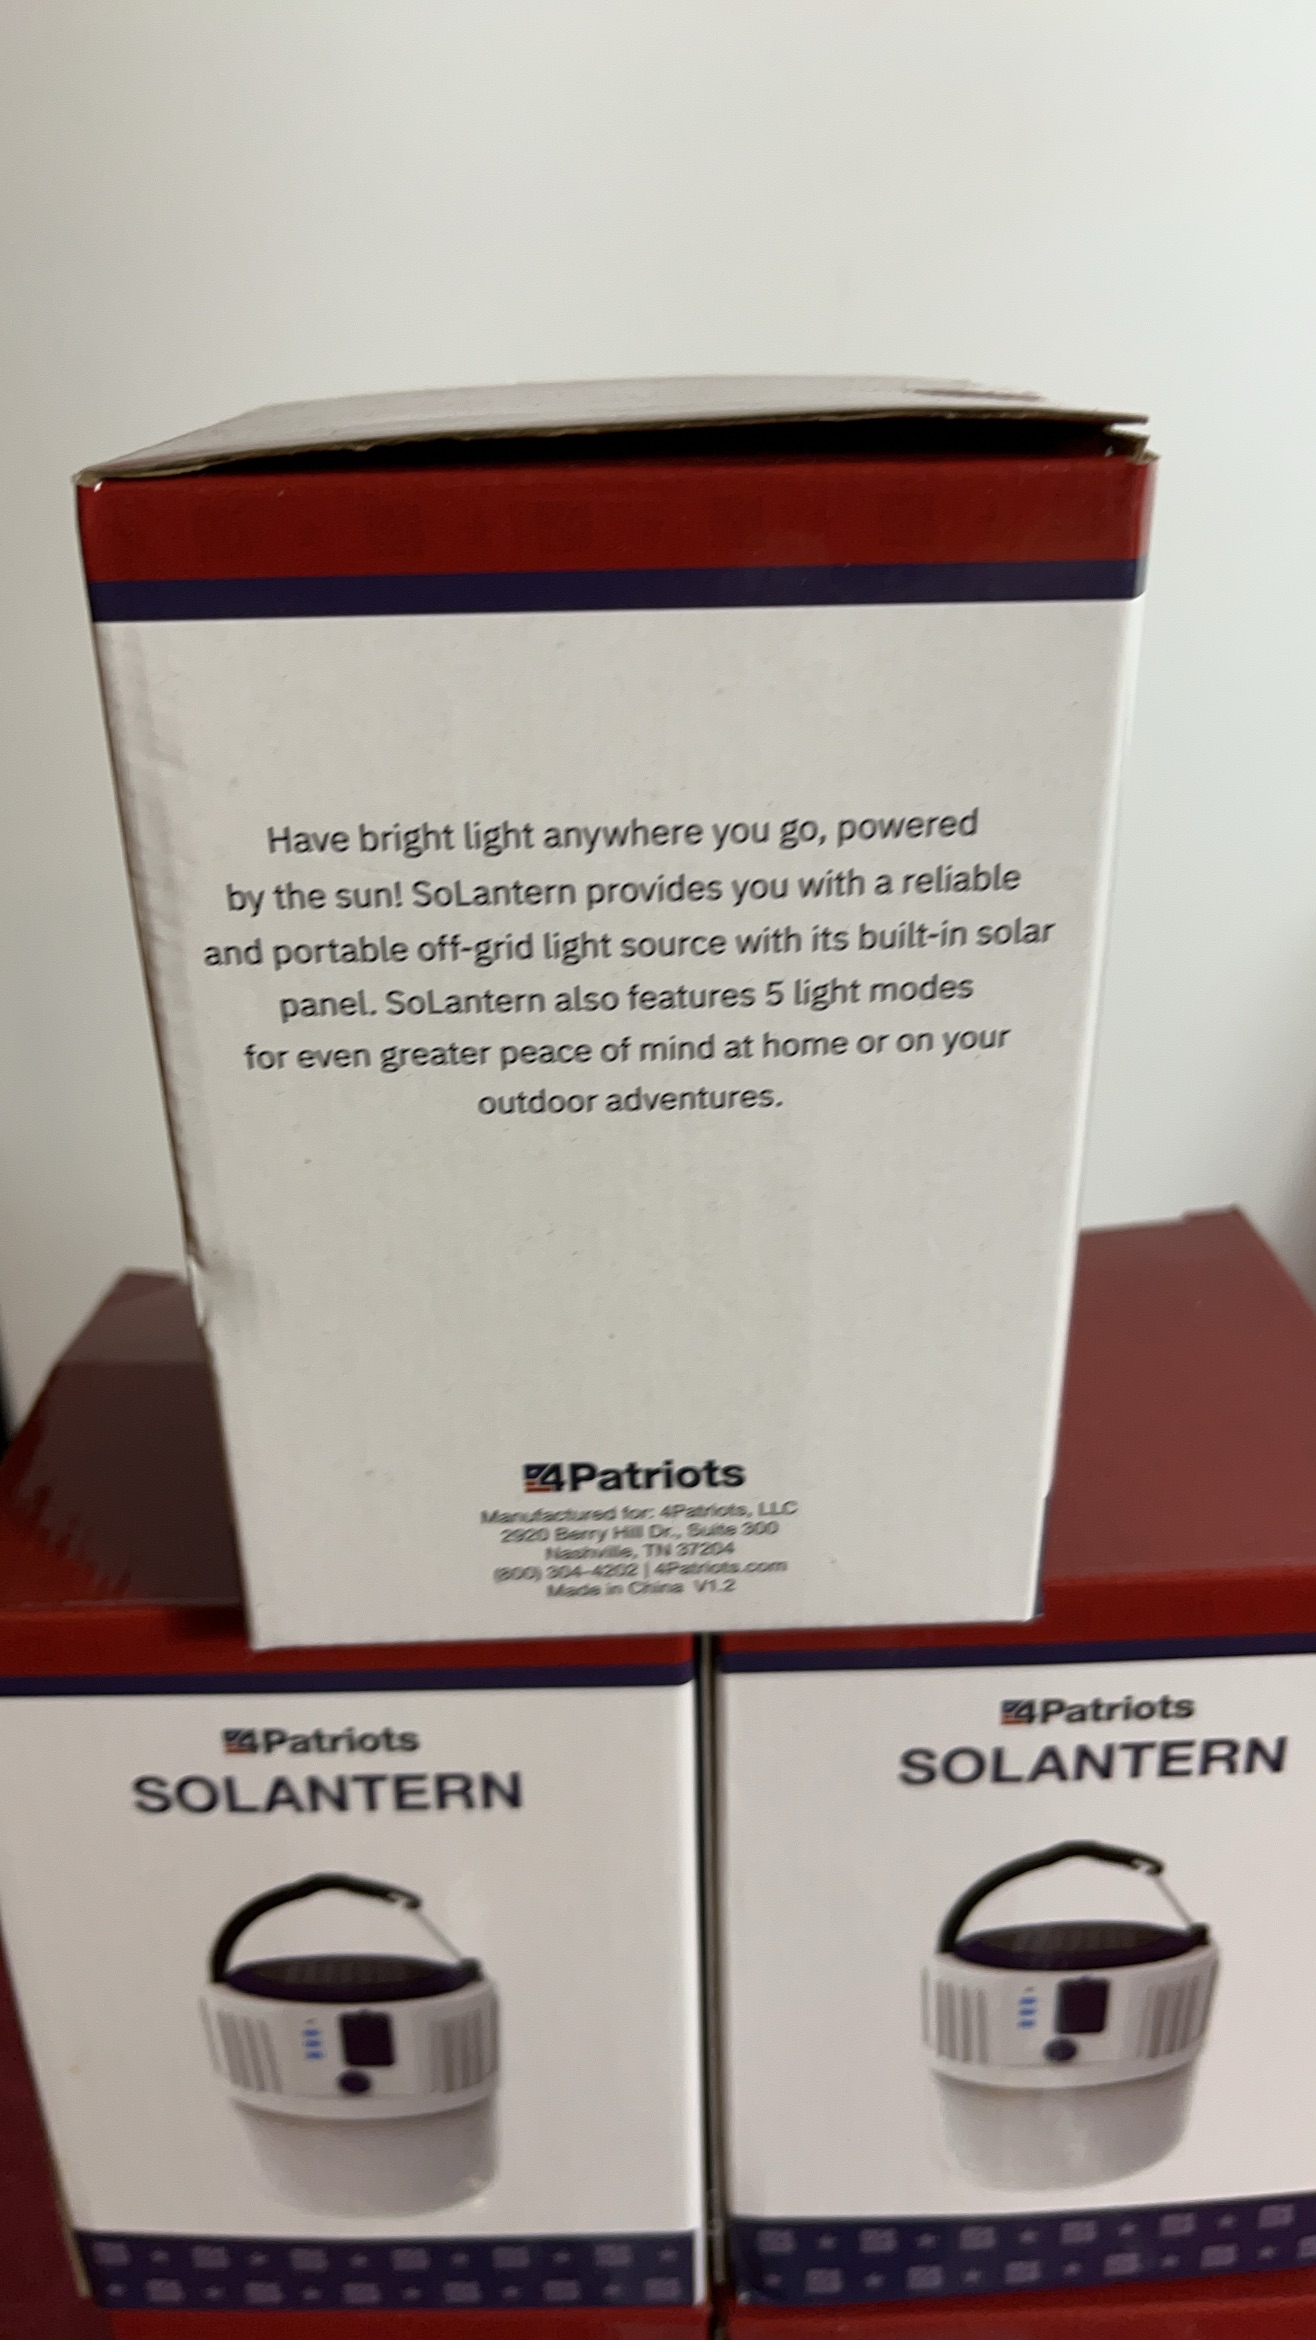 Have bright light anywhere you go, powered
by the sun! SoLantern provides you with a reliable
and portable off-grid light source with its built-in solar
panel. SoLantern also features 5 light modes
for even greater peace of mind at home or on your
outdoor adventures.
4Patriots
Manufactured for: 4Patriots, LLC
2920 Berry Hill Dr., Suite 300
Nashville, TN 37204
(800) 304-4202 | 4Patriots.com
Made in China V1.2
4Patriots
SOLANTERN
4Patriots
SOLANTERN